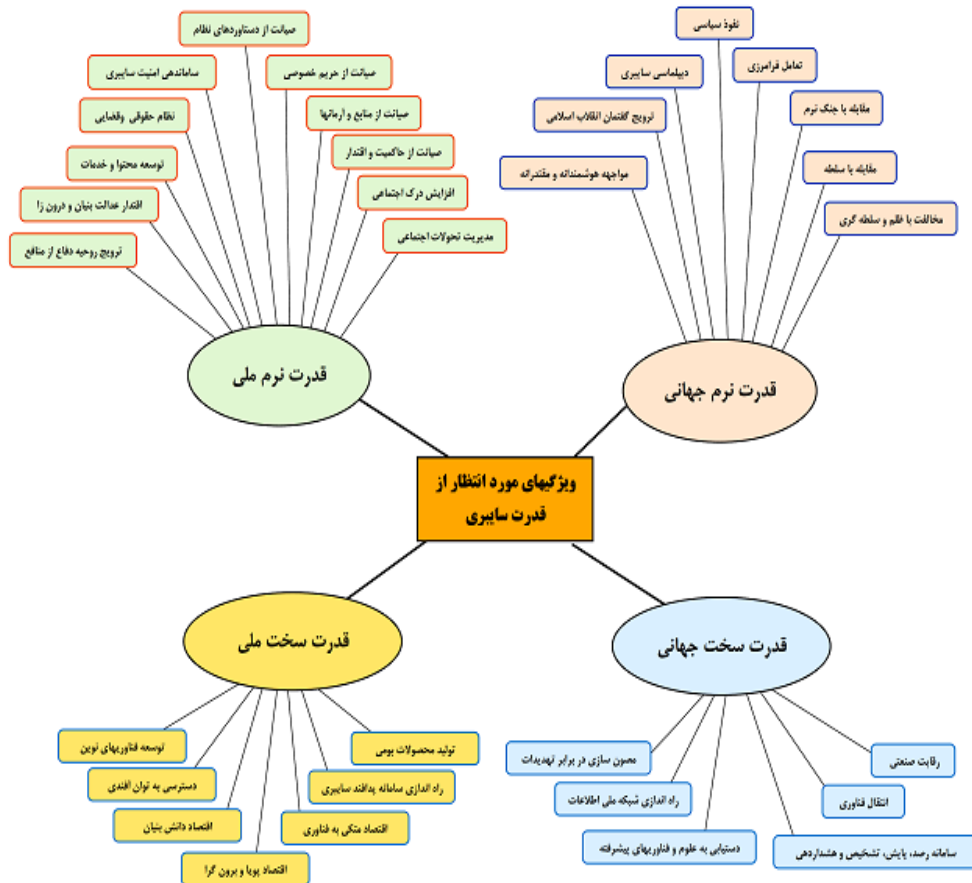 صیانت از دستاوردهای نظام
ساماندهی امنیت سایبری
صیانت از حریم خصوصی
نظام حقوقی وقضایی
صیانت از منابع و آرمانها
توسعه محتوا و خدمات
صیانت از حاکمیت و اقتدار
اقتدار عدالت بنیان و درون زا
افزایش درک اجتماعی
ترویج روحیه دفاع از منافع
مدیریت تحولات اجتماعی
قدرت نرم ملی
نفوذ سیاسی
تعامل فرامرزی
دیپلماسی سایبری
مقابله با جنگ نرم
ترویج گفتمان انقلاب اسلامی
مقابله با سلطه
مواجهه هوشمندانه و مقتدرانه
مخالفت با ظلم و سلطه گری
قدرت نرم جهانی
ویژگیهای مورد انتظار از
قدرت سایبری
قدرت سخت ملی
تولید محصولات بومی
توسعه فناوریهای نوین
راه اندازی سامانه پدافند سایبری
دسترسی به توان آفندی
اقتصاد متکی به فناوری
اقتصاد دانش بنیان
اقتصاد پویا و برون گرا
قدرت سخت جهانی
رقابت صنعتی
مصون سازی در برابر تهدیدات
انتقال فناوری
راه اندازی شبکه ملی اطلاعات
سامانه رصد، پایش، تشخیص و هشداردهی
دستیابی به علوم و فناوریهای پیشرفته